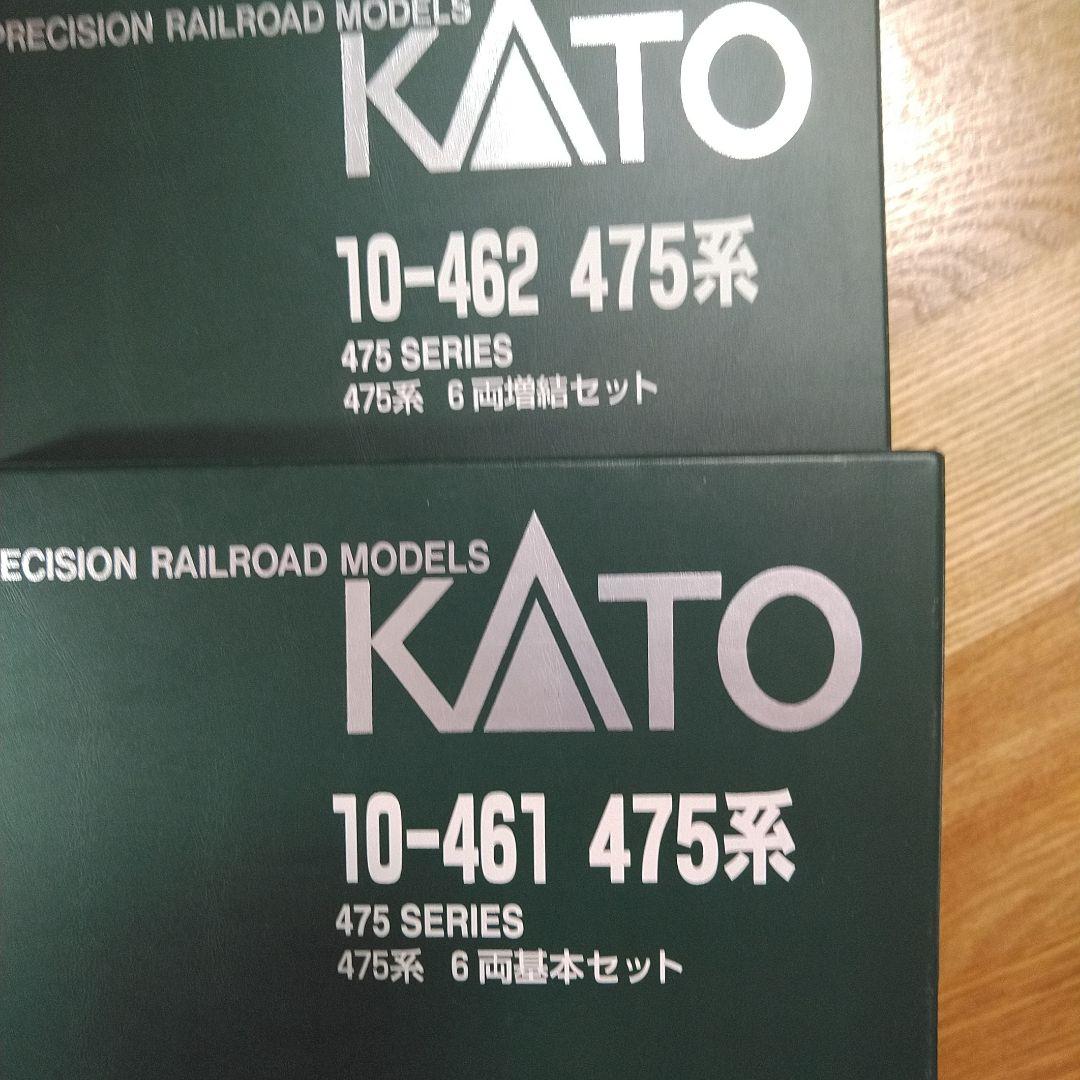 PRECISION RAILROAD MODELS
KATO
10-462 475系
475 SERIES
475系 6両増結セット
ECISION RAILROAD MODELS
KATO
10-461 475系
475 SERIES
475系 6両基本セット